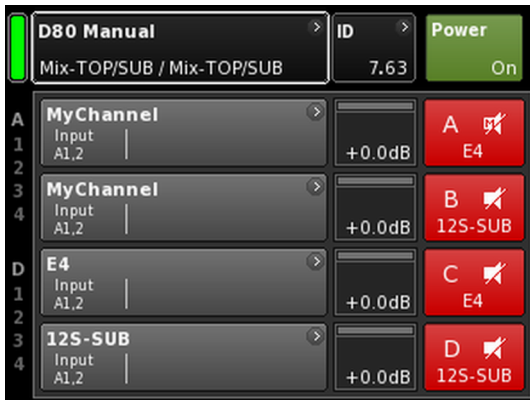 D80 Manual
Mix-TOP/SUB / Mix-TOP/SUB
ID
7.63
Power
On
A
1
2
3
4
D
1
2
3
4
MyChannel
Input
A1,2
+0.0dB
A
E4
MyChannel
Input
A1,2
+0.0dB
B
12S-SUB
E4
Input
A1,2
+0.0dB
C
E4
12S-SUB
Input
A1,2
+0.0dB
D
12S-SUB